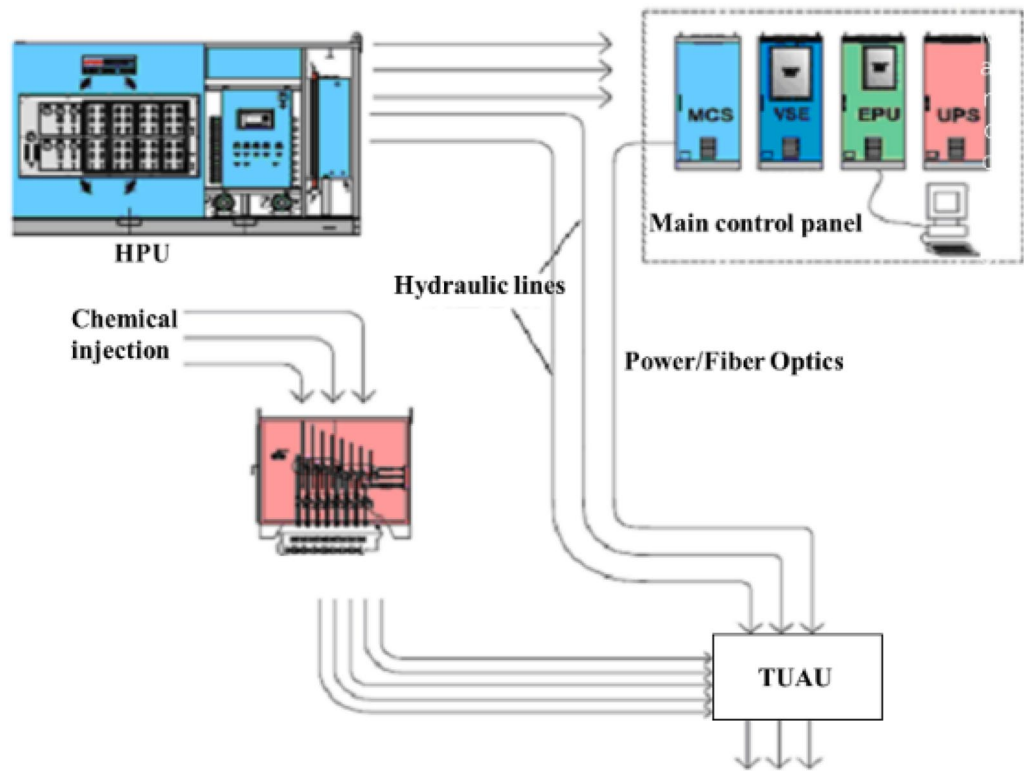 MCS
VSE
EPU
UPS
Main control panel
HPU
Hydraulic lines
Chemical
injection
Power/Fiber Optics
TUAU